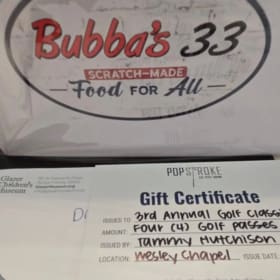 Bubba's 33
SCRATCH-MADE
Food FOR All
Glazer
Children's
Museum
POPSTROKE
Gift Certificate
ISSUED TO 3rd Annual Golf Classi
AMOUNT: Four (4) Golf Passes
ISSUED BY: Tammy Hutchison
LOCATION: Wesley Chapel ISSUE DATE: